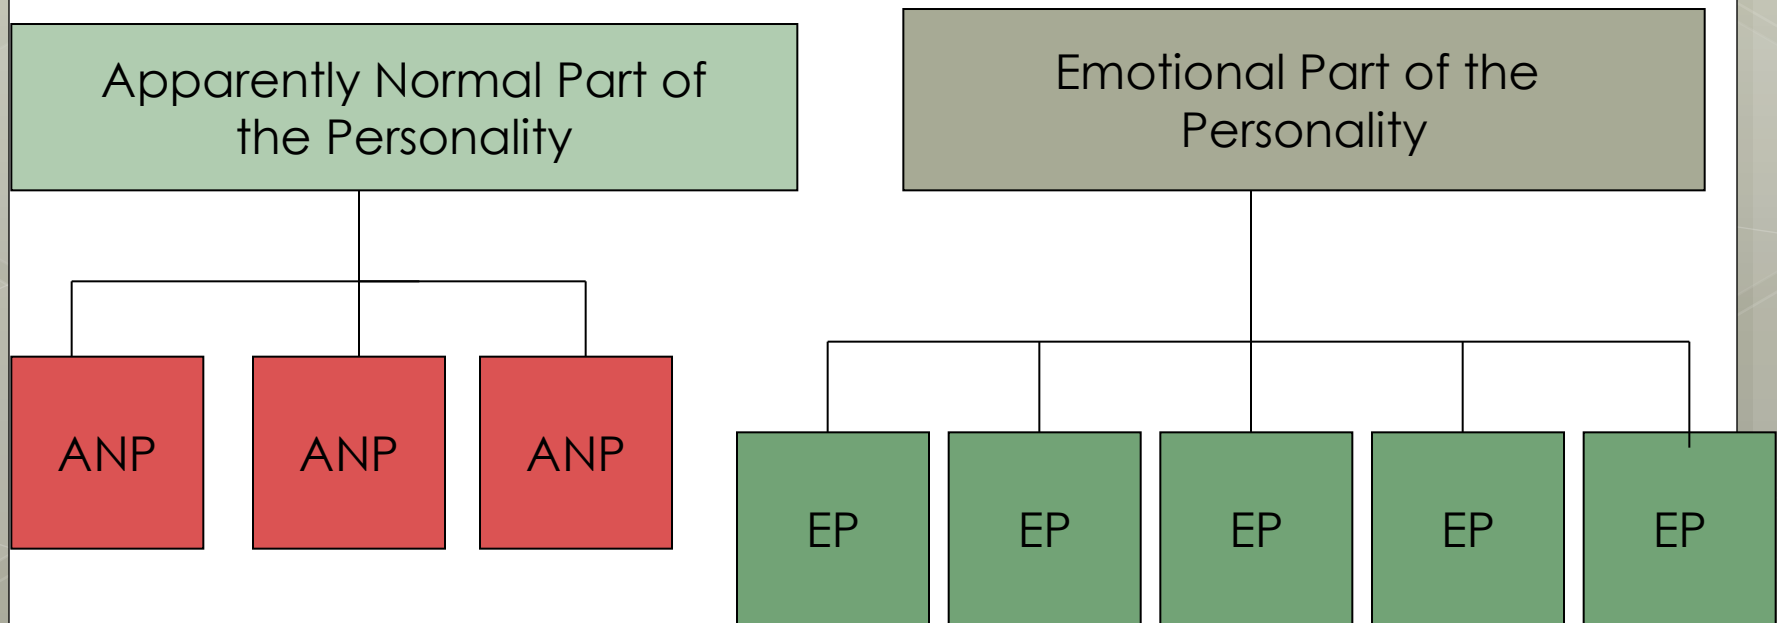 Apparently Normal Part of
the Personality
Emotional Part of the
Personality
ANP
ANP
ANP
EP
EP
EP
EP
EP